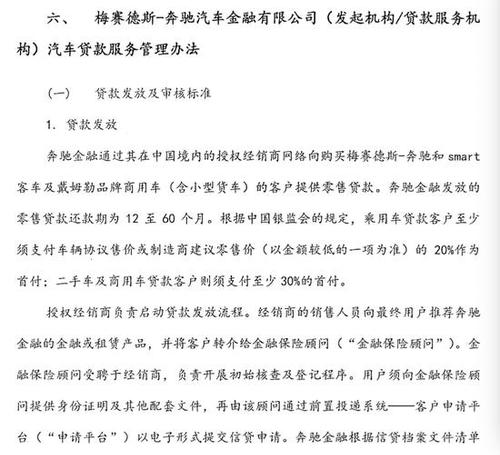 六、 梅赛德斯-奔驰汽车金融有限公司(发起机构/贷款服务机
构)汽车贷款服务管理办法
(一) 贷款发放及审核标准
1. 贷款发放
奔驰金融通过其在中国境内的授权经销商网络向购买梅赛德斯-奔驰和 smart
客车及戴姆勒品牌商用车(含小型货车)的客户提供零售贷款。奔驰金融发放的
零售贷款还款期为 12 至 60 个月。根据中国银监会的规定,乘用车贷款客户至少
须支付车辆协议售价或制造商建议零售价(以金额较低的一项为准)的 20%作为
首付;二手车及商用车贷款客户则须支付至少 30%的首付。
授权经销商负责启动贷款发放流程。经销商的销售人员向最终用户推荐奔驰
金融的金融或租赁产品,并将客户转介给金融保险顾问(“金融保险顾问”)。金
融保险顾问受聘于经销商,负责开展初始核查及登记程序。用户须向金融保险顾
问提供身份证明及其他配套文件,再由该顾问通过前置投递系统——客户申请平
台(“申请平台”)以电子形式提交信贷申请。奔驰金融根据信贷档案文件清单